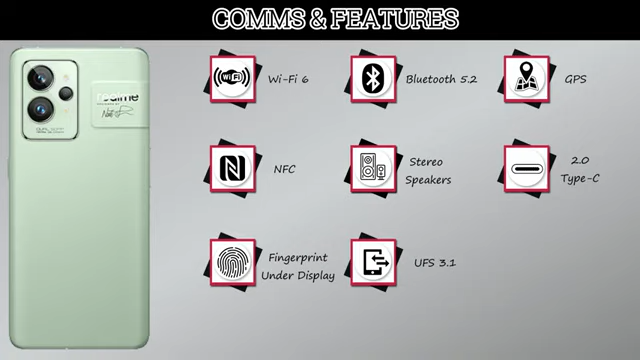 COMMS & FEATURES
realme
WiFi
Wi-Fi 6
Bluetooth 5.2
GPS
NFC
Stereo
Speakers
2.0
Type-C
Fingerprint
Under Display
UFS 3.1